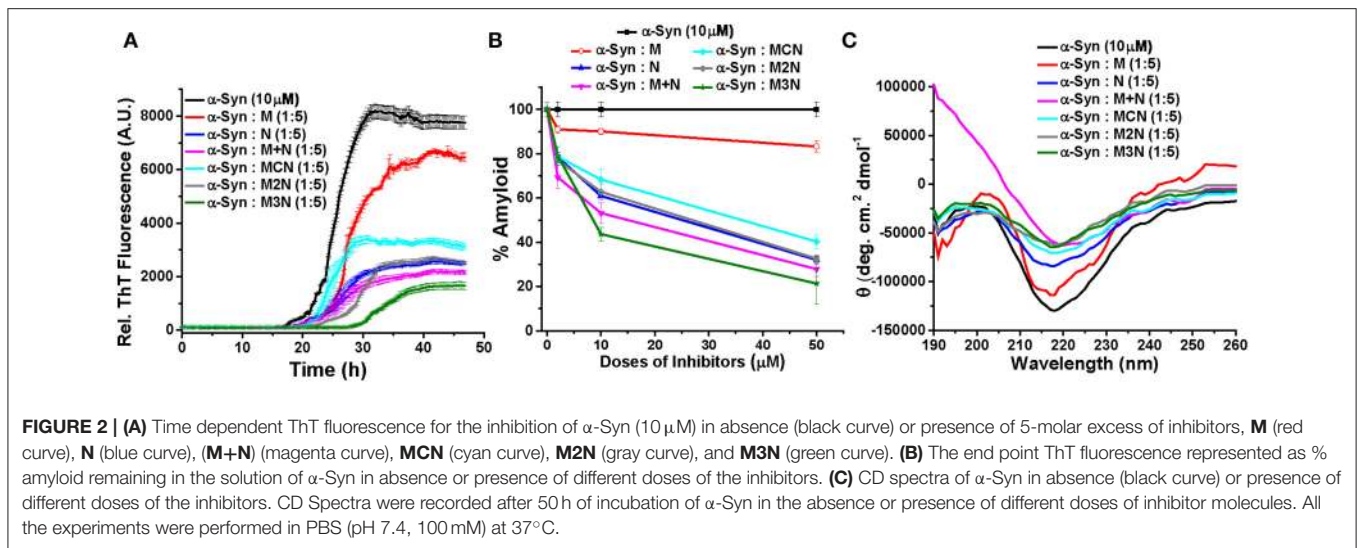 A
α-Syn (10μM)
α-Syn : M (1:5)
α-Syn : N (1:5)
α-Syn : M+N (1:5)
α-Syn : MCN (1:5)
α-Syn : M2N (1:5)
α-Syn : M3N (1:5)
Rel. ThT Fluorescence (A.U.)
8000
6000
4000
2000
0
0 10 20 30 40 50
Time (h)
B
α-Syn (10μM)
α-Syn : M
α-Syn : MCN
α-Syn : N
α-Syn : M2N
α-Syn : M+N
α-Syn : M3N
% Amyloid
100
80
60
40
20
0
0 10 20 30 40 50
Doses of Inhibitors (μM)
C
α-Syn (10μM)
α-Syn : M (1:5)
α-Syn : N (1:5)
α-Syn : M+N (1:5)
α-Syn : MCN (1:5)
α-Syn : M2N (1:5)
α-Syn : M3N (1:5)
θ (deg. cm.² dmol⁻¹
100000
50000
0
-50000
-100000
-150000
190 200 210 220 230 240 250 260
Wavelength (nm)
FIGURE 2 | (A) Time dependent ThT fluorescence for the inhibition of α-Syn (10 μM) in absence (black curve) or presence of 5-molar excess of inhibitors, M (red
curve), N (blue curve), (M+N) (magenta curve), MCN (cyan curve), M2N (gray curve), and M3N (green curve). (B) The end point ThT fluorescence represented as %
amyloid remaining in the solution of α-Syn in absence or presence of different doses of the inhibitors. (C) CD spectra of α-Syn in absence (black curve) or presence of
different doses of the inhibitors. CD Spectra were recorded after 50 h of incubation of α-Syn in the absence or presence of different doses of inhibitor molecules. All
the experiments were performed in PBS (pH 7.4, 100 mM) at 37°C.